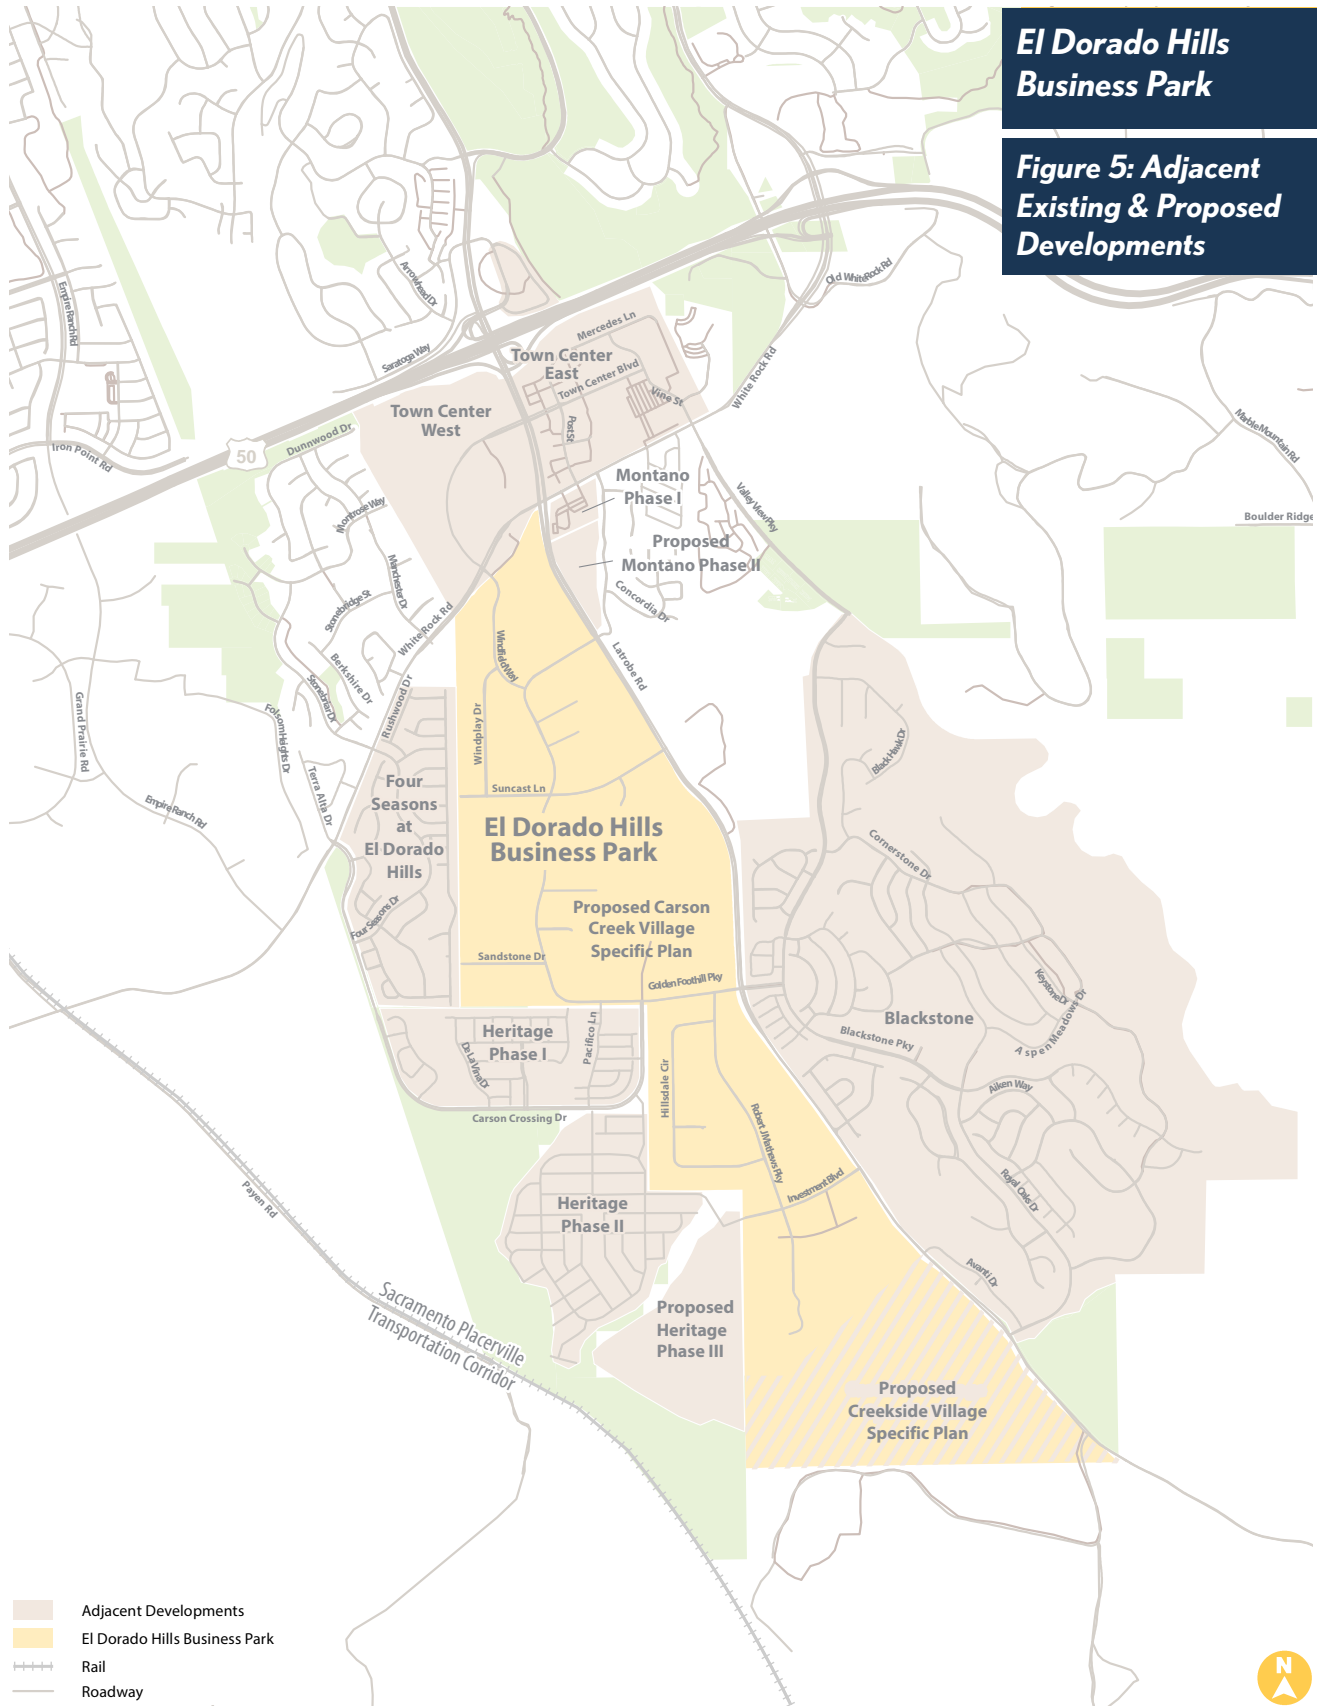 El Dorado Hills
Business Park
Figure 5: Adjacent
Existing & Proposed
Developments
Old White Rock Rd
Arrowhead Dr
Empire Ranch Rd
Mercedes Ln
Saratoga Way
Town Center
East
Town Center Blvd
White Rock Rd
Vine St
Town Center
West
Post St
Marble Mountain Rd
Dunnwood Dr
50
Iron Point Rd
Montano
Phase I
Valley View Pky
Montrose Way
Boulder Ridge
Proposed
Montano Phase II
Manchester Dr
Concordia Dr
Stonebridge St
White Rock Rd
Windfield Way
Latrobe Rd
Berkshire Dr
Stonebriar Dr
Rushwood Dr
Grand Prairie Rd
Folsom Heights Dr
Windplay Dr
Black Hawk Dr
Terra Alta Dr
Four
Seasons
at
El Dorado
Hills
Suncast Ln
Empire Ranch Rd
El Dorado Hills
Business Park
Cornerstone Dr
Four Seasons Dr
Proposed Carson
Creek Village
Specific Plan
Sandstone Dr
Golden Foothill Pky
Keystone Dr
Aspen Meadows Dr
Blackstone
Blackstone Pky
Heritage
Phase I
Pacifico Ln
De La Vina Dr
Hillsdale Cir
Aiken Way
Carson Crossing Dr
Robert J Mathews Pky
Investment Blvd
Royal Oaks Dr
Payen Rd
Heritage
Phase II
Avanti Dr
Sacramento Placerville
Transportation Corridor
Proposed
Heritage
Phase III
Proposed
Creekside Village
Specific Plan
Adjacent Developments
El Dorado Hills Business Park
Rail
Roadway
N